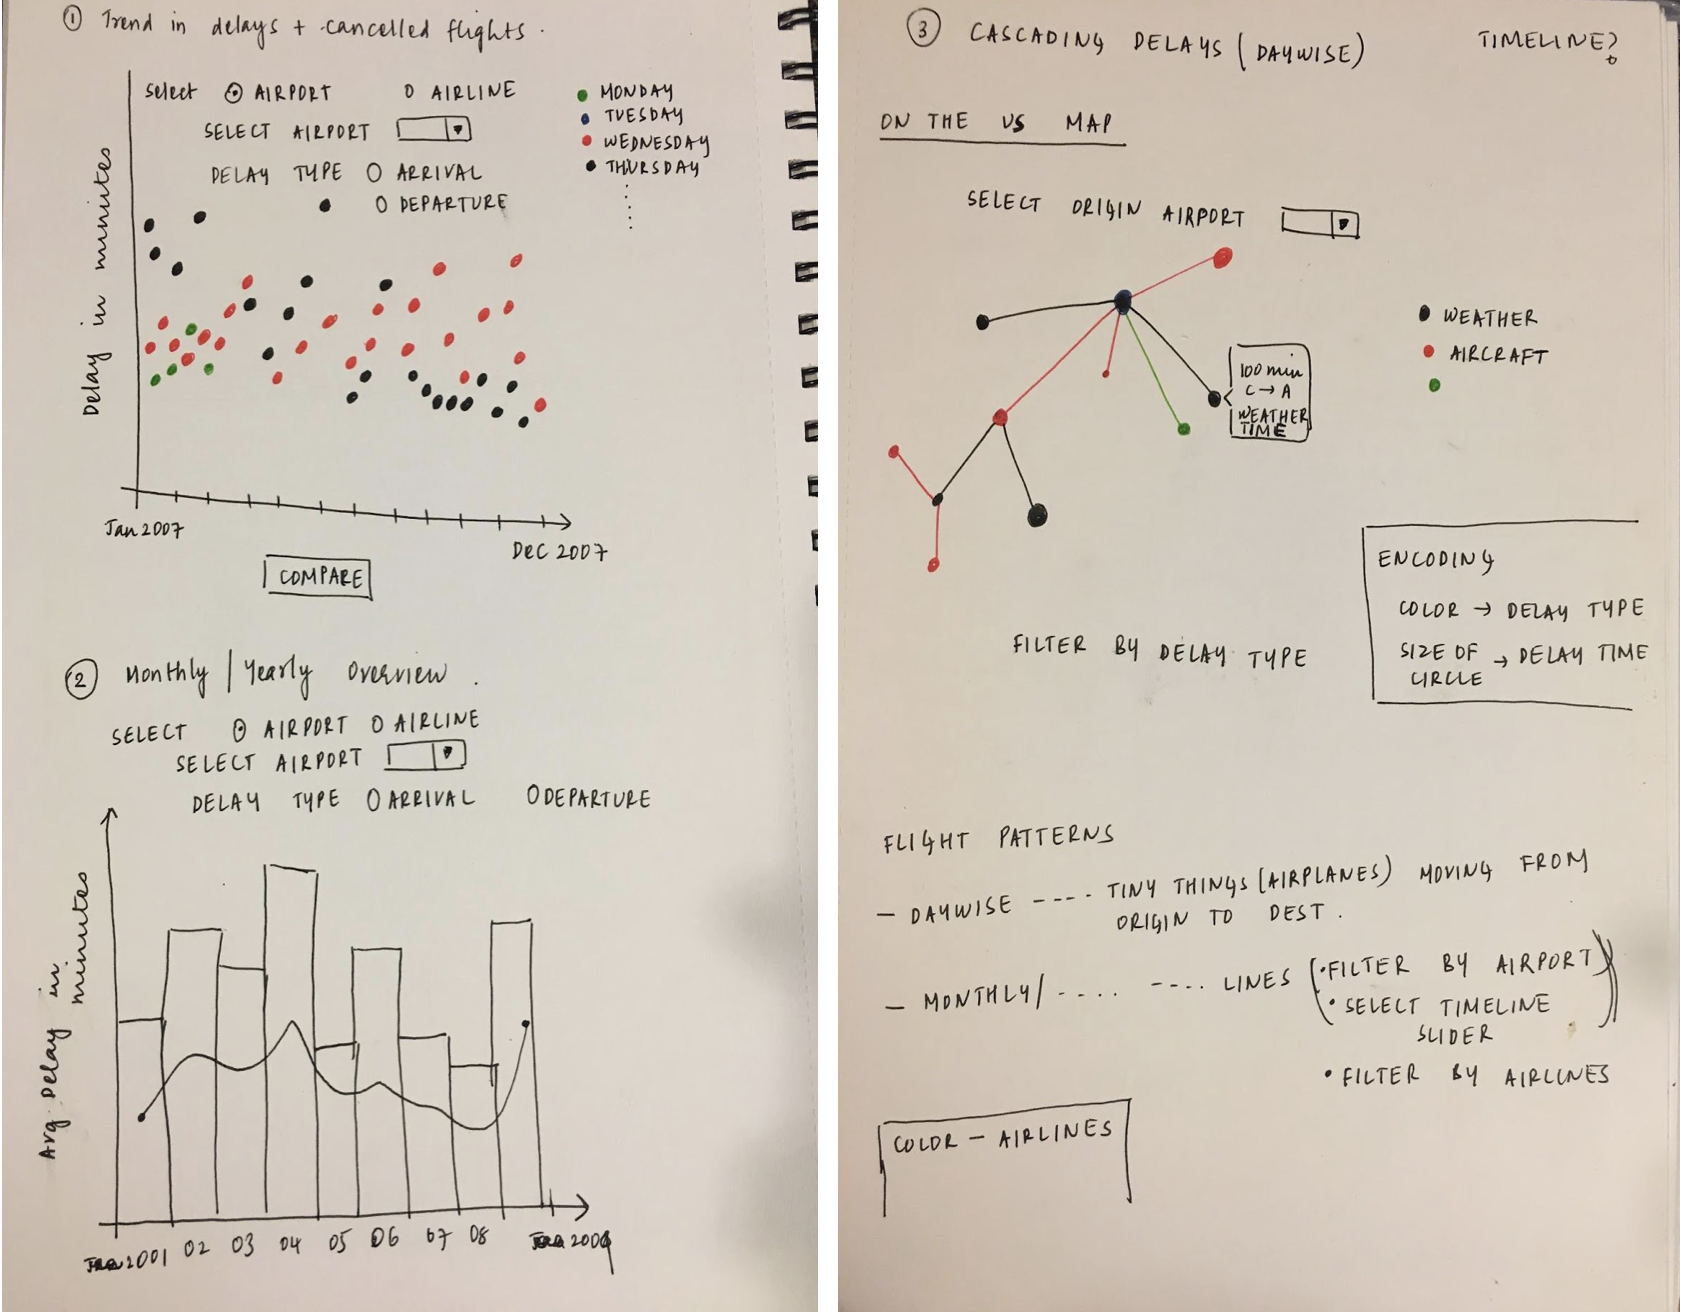 ① Trend in delays + cancelled flights.
Select ⊙ AIRPORT O AIRLINE
SELECT AIRPORT
DELAY TYPE O ARRIVAL
O DEPARTURE
MONDAY
TUESDAY
WEDNESDAY
THURSDAY
Delay in minutes
Jan 2007
Dec 2007
COMPARE
② Monthly / Yearly overview.
SELECT ⊙ AIRPORT O AIRLINE
SELECT AIRPORT
DELAY TYPE O ARRIVAL O DEPARTURE
Avg. Delay in
minutes
2001 02 03 04 05 06 07 08
③ CASCADING DELAYS (DAYWISE) TIMELINE?
ON THE US MAP
SELECT ORIGIN AIRPORT
WEATHER
AIRCRAFT
100 min
C → A
WEATHER
TIME
ENCODING
COLOR → DELAY TYPE
SIZE OF → DELAY TIME
CIRCLE
FILTER BY DELAY TYPE
FLIGHT PATTERNS
- DAYWISE ---- TINY THINGS (AIRPLANES) MOVING FROM
ORIGIN TO DEST.
- MONTHLY/ - .... ---- LINES (• FILTER BY AIRPORT)
• SELECT TIMELINE
SLIDER
• FILTER BY AIRLINES
COLOR - AIRLINES